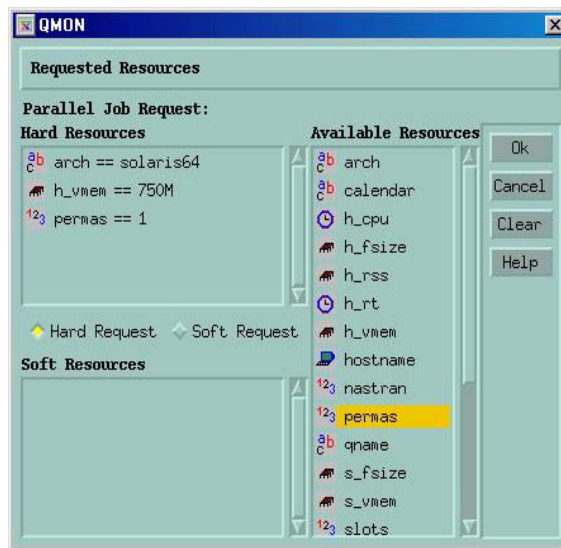 QMON
Requested Resources
Parallel Job Request:
Hard Resources
arch == solaris64
h_vmem == 750M
permas == 1
Hard Request Soft Request
Soft Resources
Available Resources
arch
calendar
h_cpu
h_fsize
h_rss
h_rt
h_vmem
hostname
nastran
permas
qname
s_fsize
s_vmem
slots
Ok
Cancel
Clear
Help